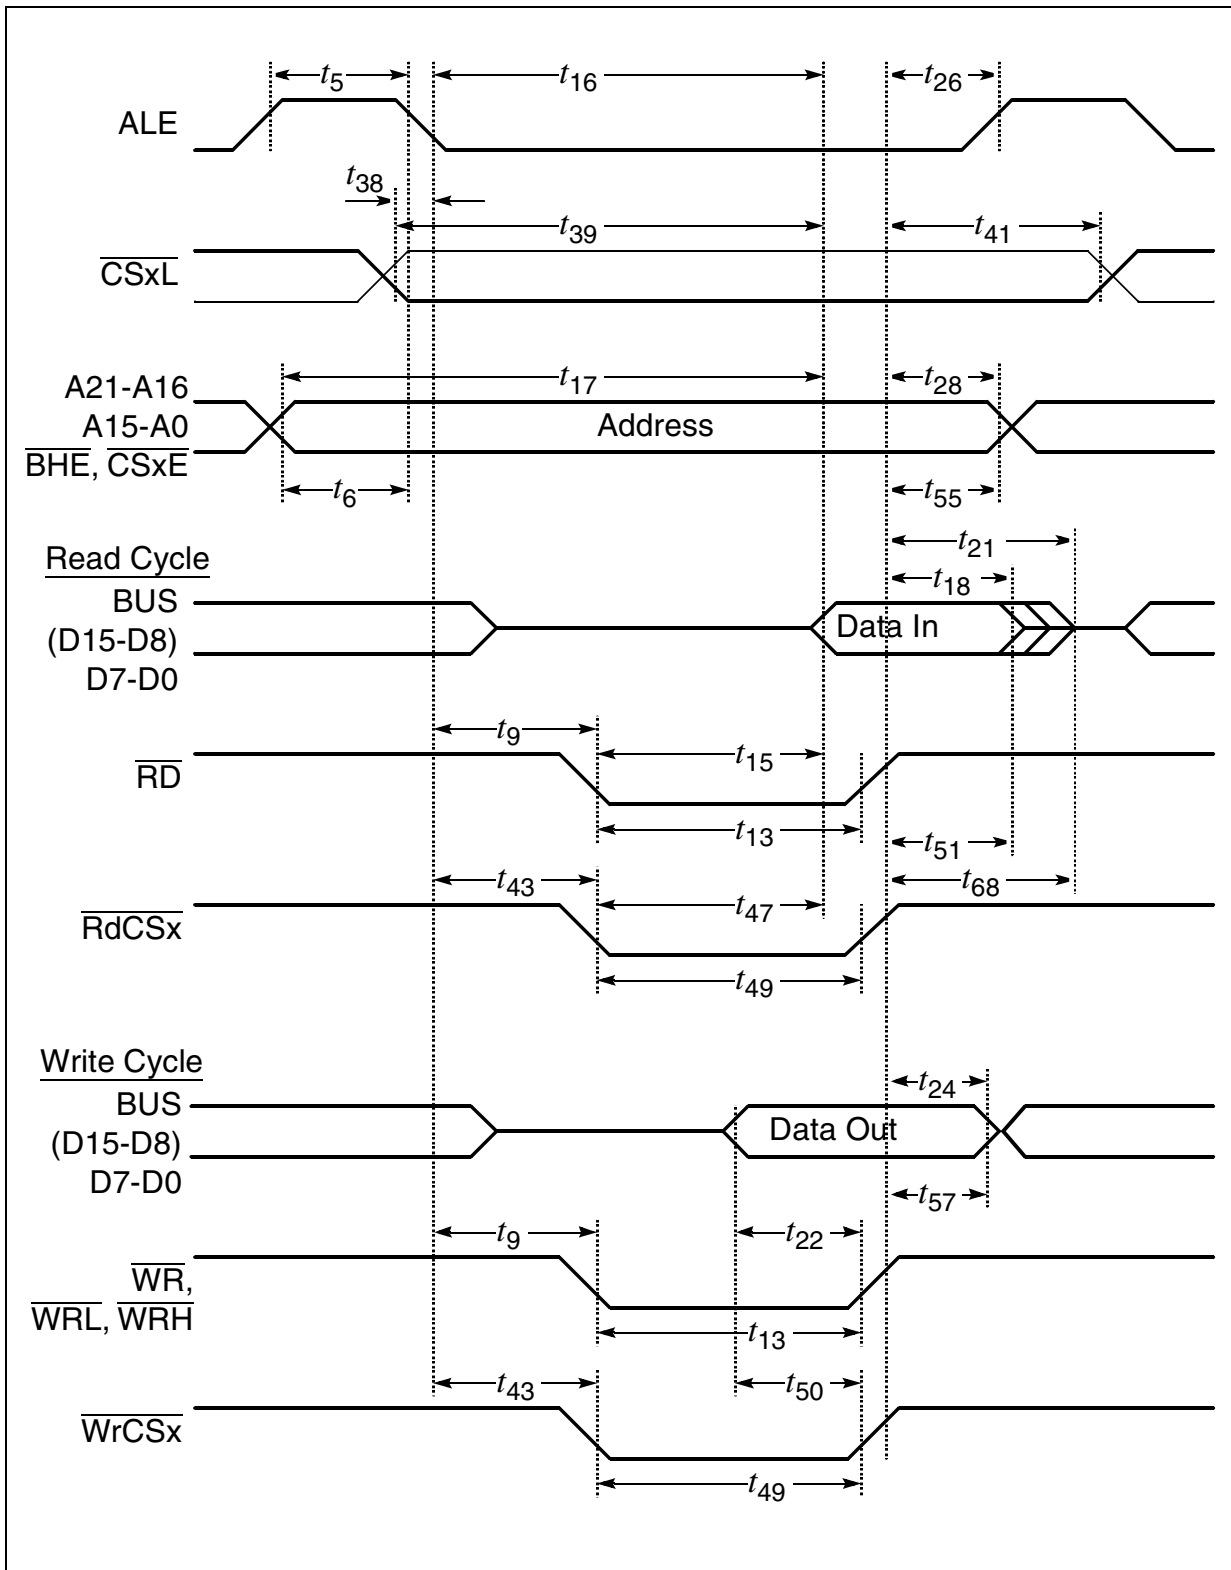 t5 t16 t26
ALE
t38
t39 t41
CSxL
t17 t28
A21-A16
A15-A0 Address
BHE, CSxE
t6 t55
t21
Read Cycle
t18
BUS
(D15-D8) Data In
D7-D0
t9
t15
RD
t13 t51
t43 t68
t47
RdCSx
t49
Write Cycle
t24
BUS
(D15-D8) Data Out
D7-D0
t57
t9 t22
WR,
WRL, WRH
t13
t43 t50
WrCSx
t49